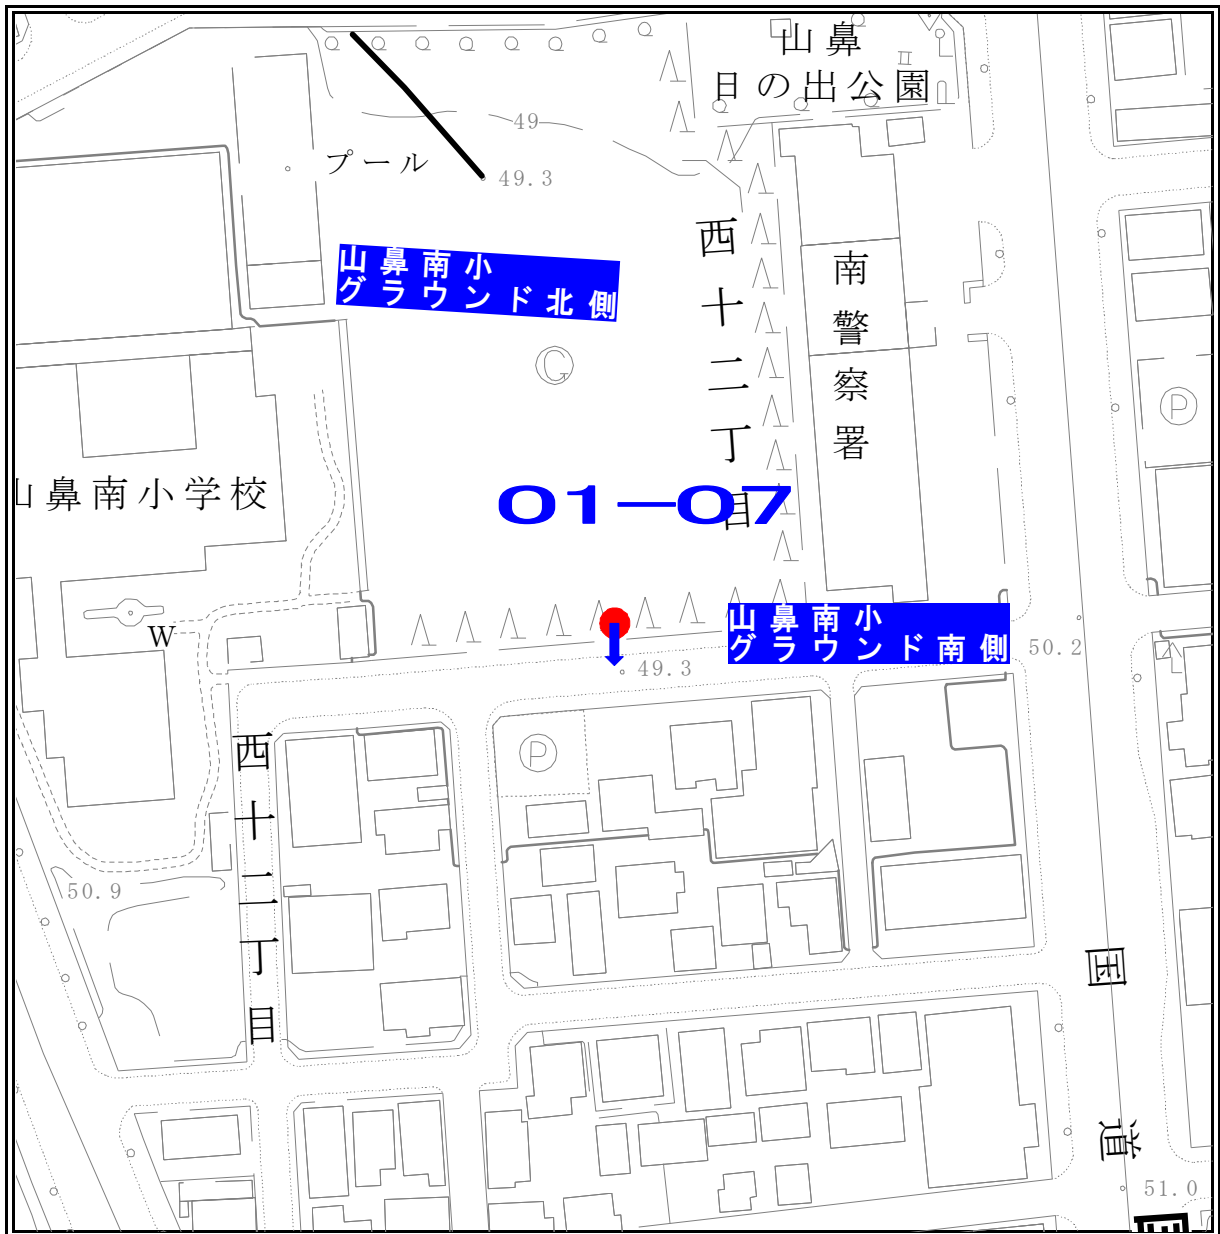 山鼻
日の出公園
49
プール
49.3
西十二丁目
南警察署
山鼻南小
グラウンド北側
G
P
山鼻南小学校
01-07
W
山鼻南小
グラウンド南側
49.3
50.2
西十二丁目
P
50.9
国道
51.0